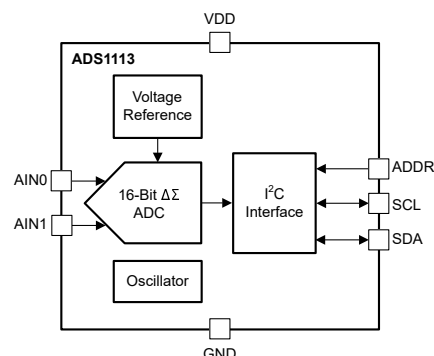 VDD
ADS1113
Voltage
Reference
AIN0
AIN1
16-Bit ΔΣ
ADC
I²C
Interface
ADDR
SCL
SDA
Oscillator
GND